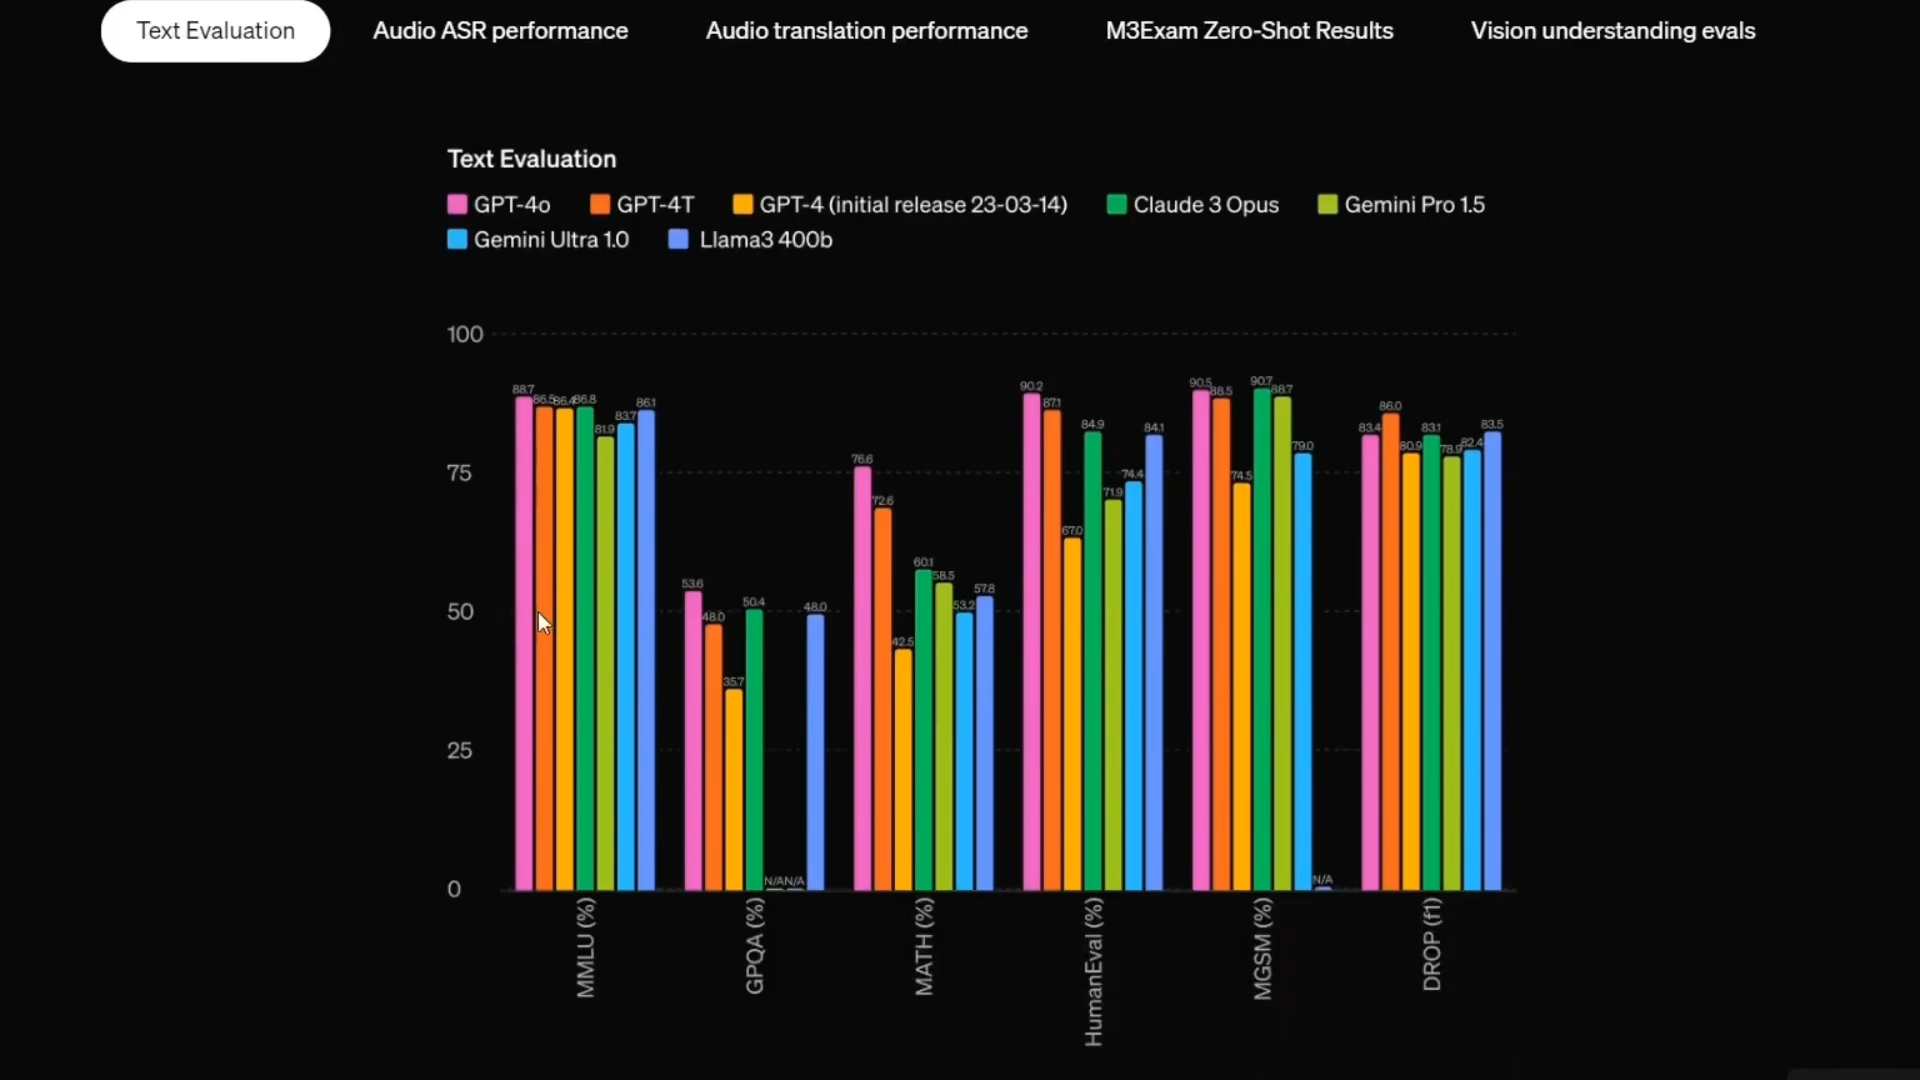 Text Evaluation Audio ASR performance Audio translation performance M3Exam Zero-Shot Results Vision understanding evals
Text Evaluation
GPT-4o GPT-4T GPT-4 (initial release 23-03-14) Claude 3 Opus Gemini Pro 1.5
Gemini Ultra 1.0 Llama3 400b
100
75
50
25
0
88.7 86.5 86.4 86.8 81.9 83.7 86.1
53.6 48.0 35.7 50.4 N/A N/A 48.0
76.6 72.6 42.5 60.1 58.5 53.2 57.8
90.2 87.1 67.0 84.9 71.9 74.4 84.1
90.5 88.5 74.5 90.7 88.7 79.0 N/A
83.4 86.0 80.9 83.1 78.9 82.4 83.5
MMLU (%)
GPQA (%)
MATH (%)
HumanEval (%)
MGSM (%)
DROP (f1)